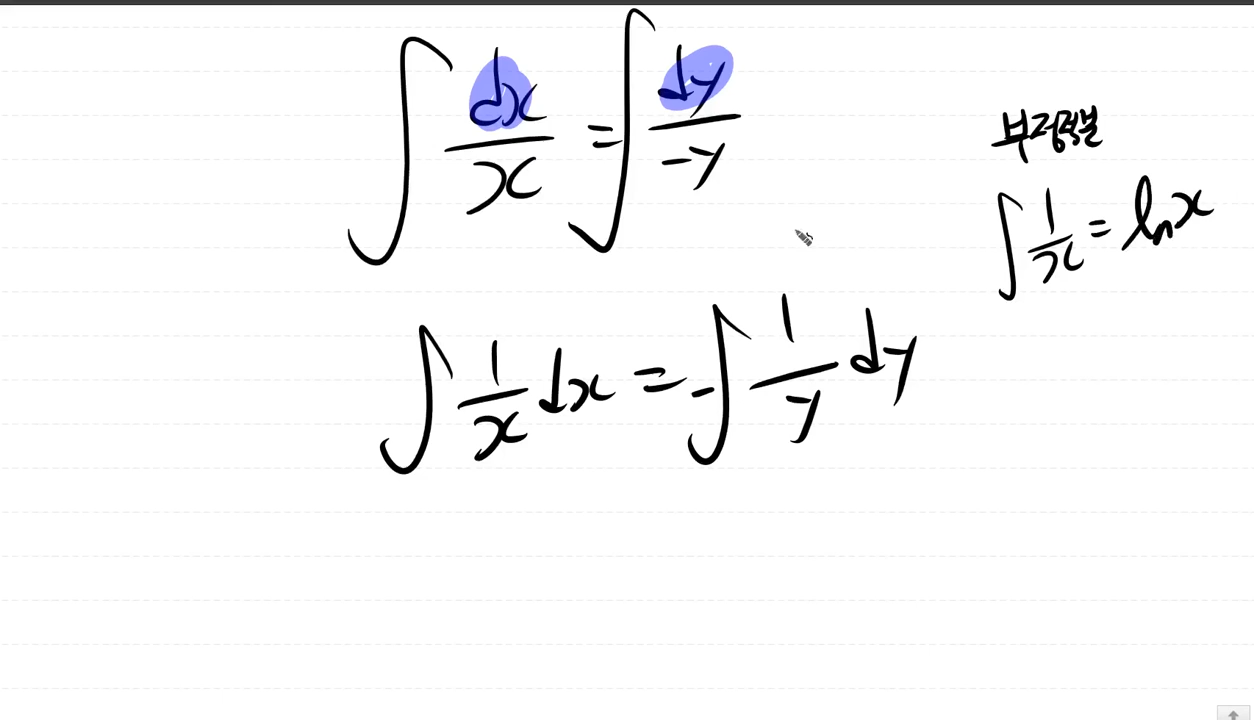 ∫ dx/x = ∫ dy/-y
부정적분
∫ 1/x = ln x
∫ 1/x dx = -∫ 1/y dy